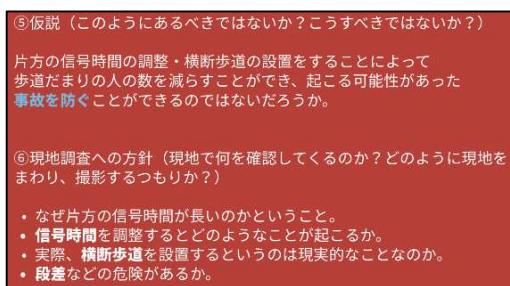 ⑤仮説（このようにあるべきではないか？こうすべきではないか？）
片方の信号時間の調整・横断歩道の設置をすることによって
歩道だまりの人の数を減らすことができ、起こる可能性があった
事故を防ぐことができるのではないだろうか。
⑥現地調査への方針（現地で何を確認してくるのか？どのように現地を
まわり、撮影するつもりか？）
• なぜ片方の信号時間が長いのかということ。
• 信号時間を調整するとどのようなことが起こるか。
• 実際、横断歩道を設置するというのは現実的なことなのか。
• 段差などの危険があるか。